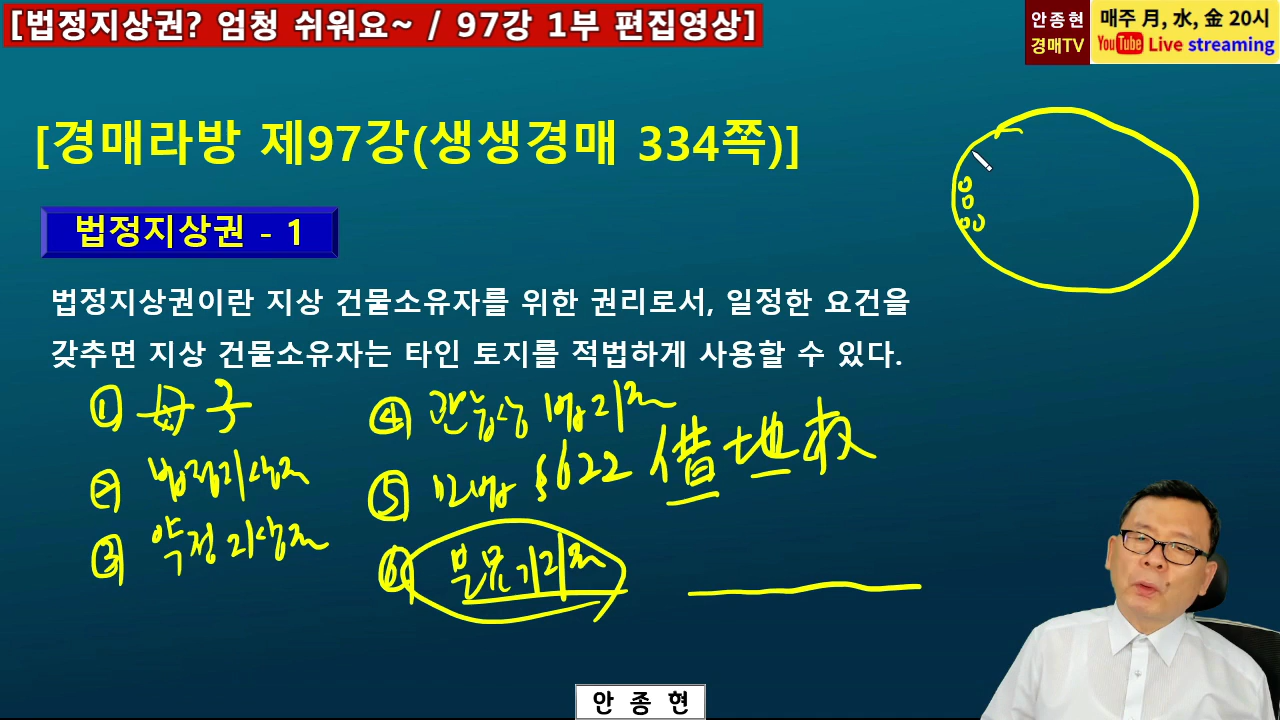 [법정지상권? 엄청 쉬워요~ / 97강 1부 편집영상]
안종현
경매TV
매주 月, 水, 金 20시
YouTube Live streaming
[경매라방 제97강(생생경매 334쪽)]
법정지상권 - 1
법정지상권이란 지상 건물소유자를 위한 권리로서, 일정한 요건을
갖추면 지상 건물소유자는 타인 토지를 적법하게 사용할 수 있다.
① 母子
② 법정지상권
③ 약정지상권
④ 관습상 법지권
⑤ 민법 §622 借地权
⑥ 분묘기지권
안 종 현